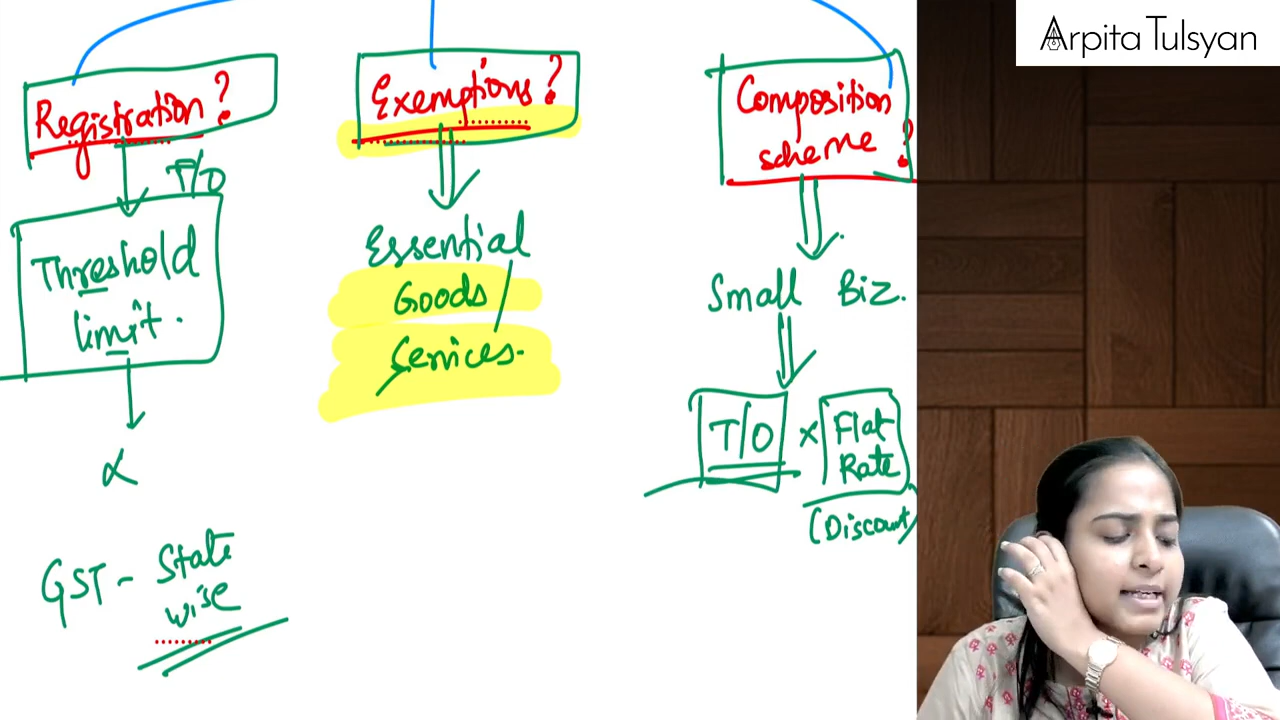 Arpita Tulsyan
Registration?
T/O
Threshold
limit.
α
GST - State
wise
Exemptions?
Essential
Goods
Services.
Composition
scheme?
Small Biz.
T/O × Flat
Rate
(Discount)